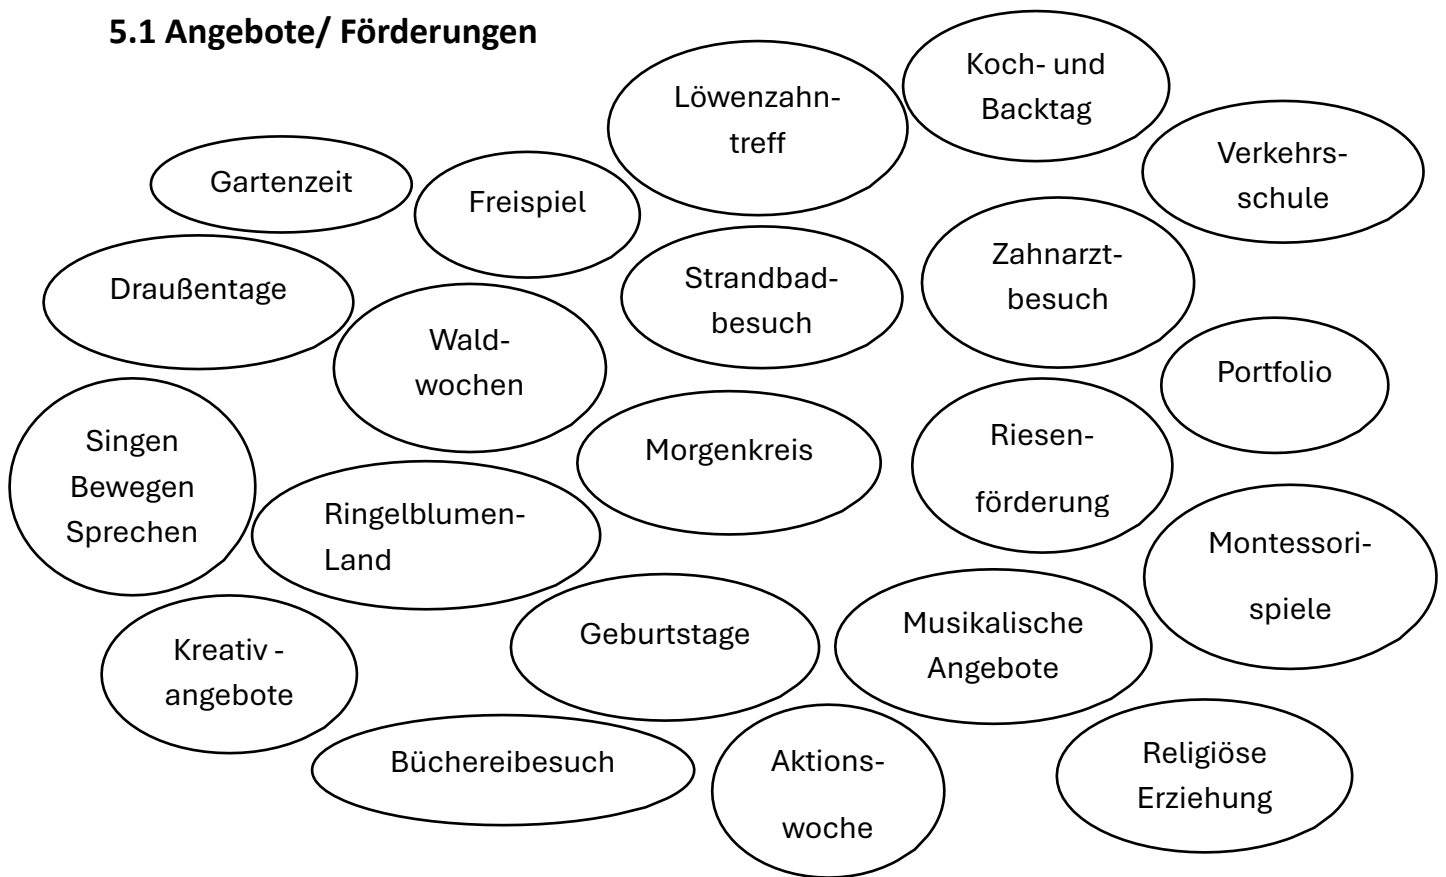 5.1 Angebote/ Förderungen
Koch- und
Backtag
Löwenzahn-
treff
Verkehrs-
schule
Gartenzeit
Freispiel
Draußentage
Strandbad-
besuch
Zahnarzt-
besuch
Wald-
wochen
Portfolio
Singen
Bewegen
Sprechen
Morgenkreis
Riesen-
förderung
Ringelblumen-
Land
Montessori-
spiele
Kreativ -
angebote
Geburtstage
Musikalische
Angebote
Büchereibesuch
Aktions-
woche
Religiöse
Erziehung